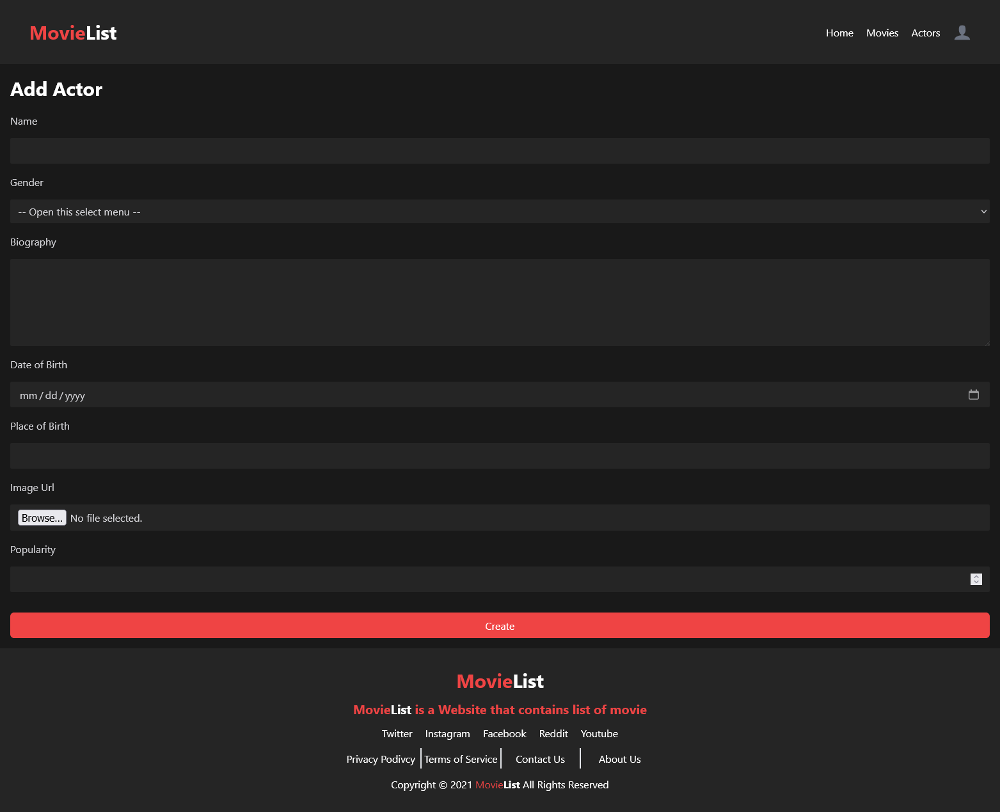 MovieList
Home Movies Actors
Add Actor
Name
Gender
-- Open this select menu --
Biography
Date of Birth
mm / dd / yyyy
Place of Birth
Image Url
Browse... No file selected.
Popularity
Create
MovieList
MovieList is a Website that contains list of movie
Twitter Instagram Facebook Reddit Youtube
Privacy Podivcy Terms of Service Contact Us About Us
Copyright © 2021 MovieList All Rights Reserved